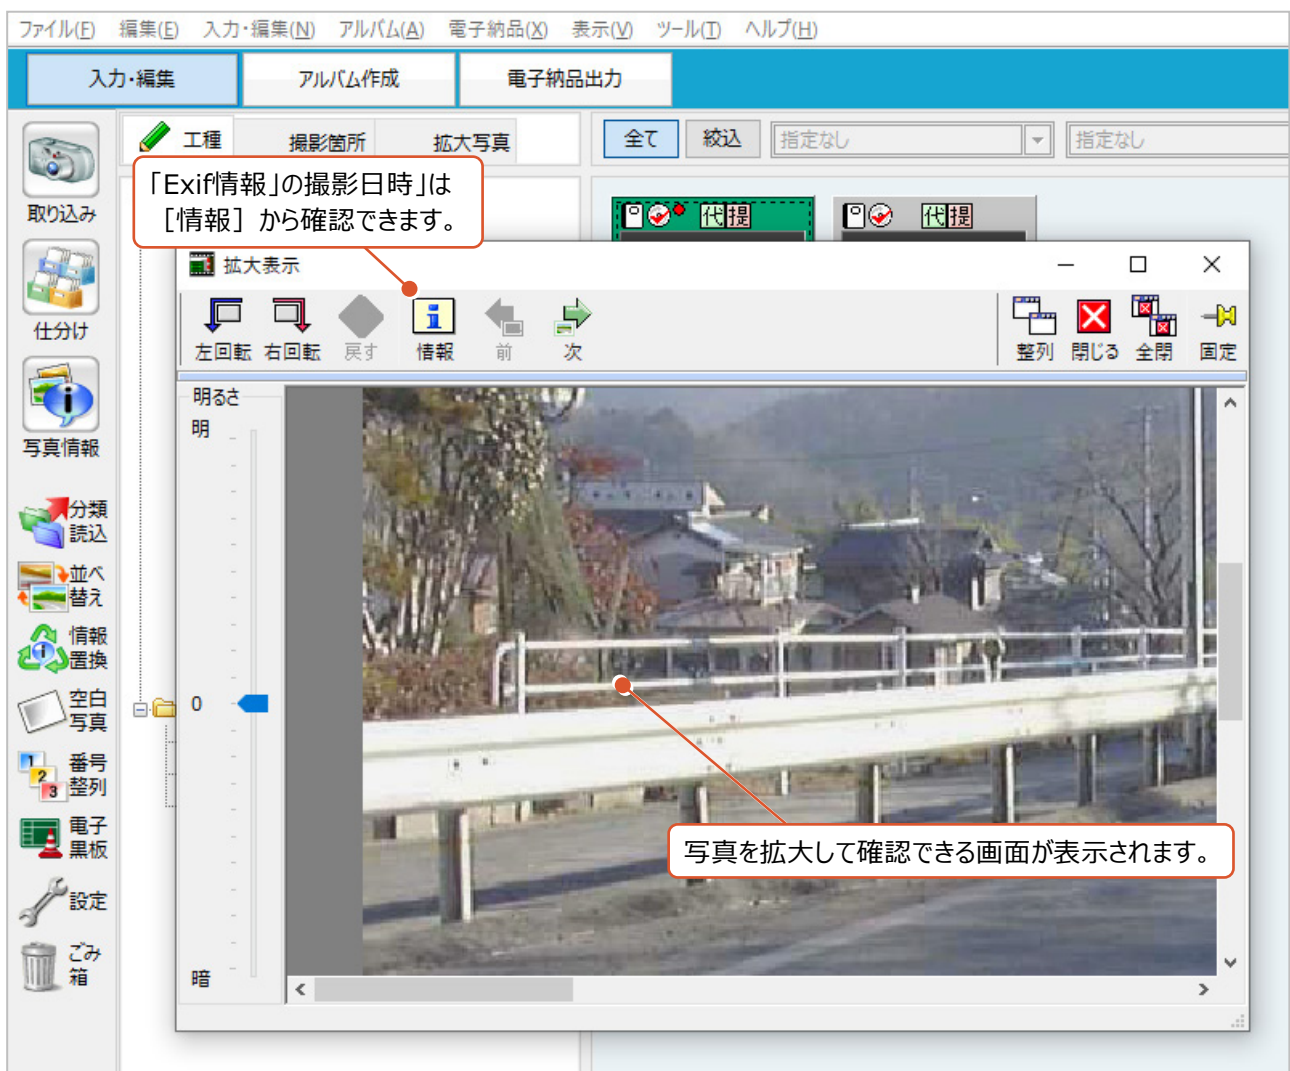 ファイル(F) 編集(E) 入力・編集(N) アルバム(A) 電子納品(X) 表示(V) ツール(T) ヘルプ(H)
入力・編集 アルバム作成 電子納品出力
工種 撮影箇所 拡大写真 全て 絞込 指定なし 指定なし
取り込み
仕分け
写真情報
分類
読込
並べ
替え
情報
置換
空白
写真
番号
整列
電子
黒板
設定
ごみ
箱
「Exif情報」の撮影日時」は
［情報］から確認できます。
代 提 代 提
拡大表示
左回転 右回転 戻す 情報 前 次 整列 閉じる 全閉 固定
明るさ
明
0
暗
写真を拡大して確認できる画面が表示されます。